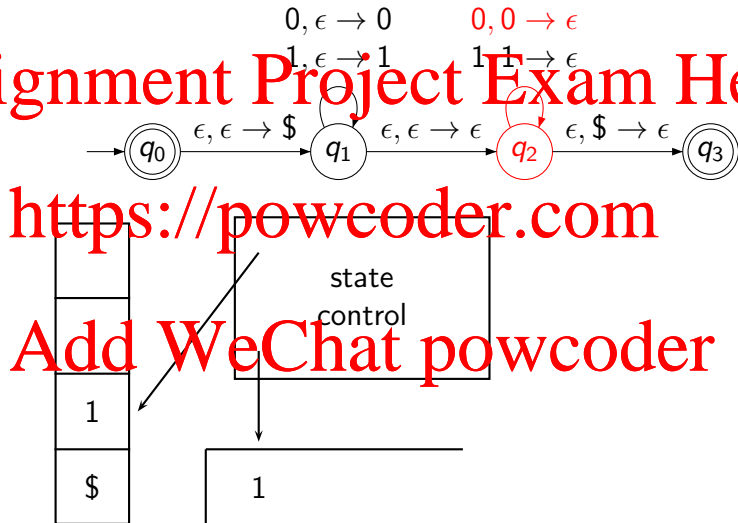 0, ϵ → 0 0, 0 → ϵ
1, ϵ → 1 1, 1 → ϵ
ignment Project Exam He
q0 ϵ, ϵ → $ q1 ϵ, ϵ → ϵ q2 ϵ, $ → ϵ q3
https://powcoder.com
state
control
Add WeChat powcoder
1
$ 1